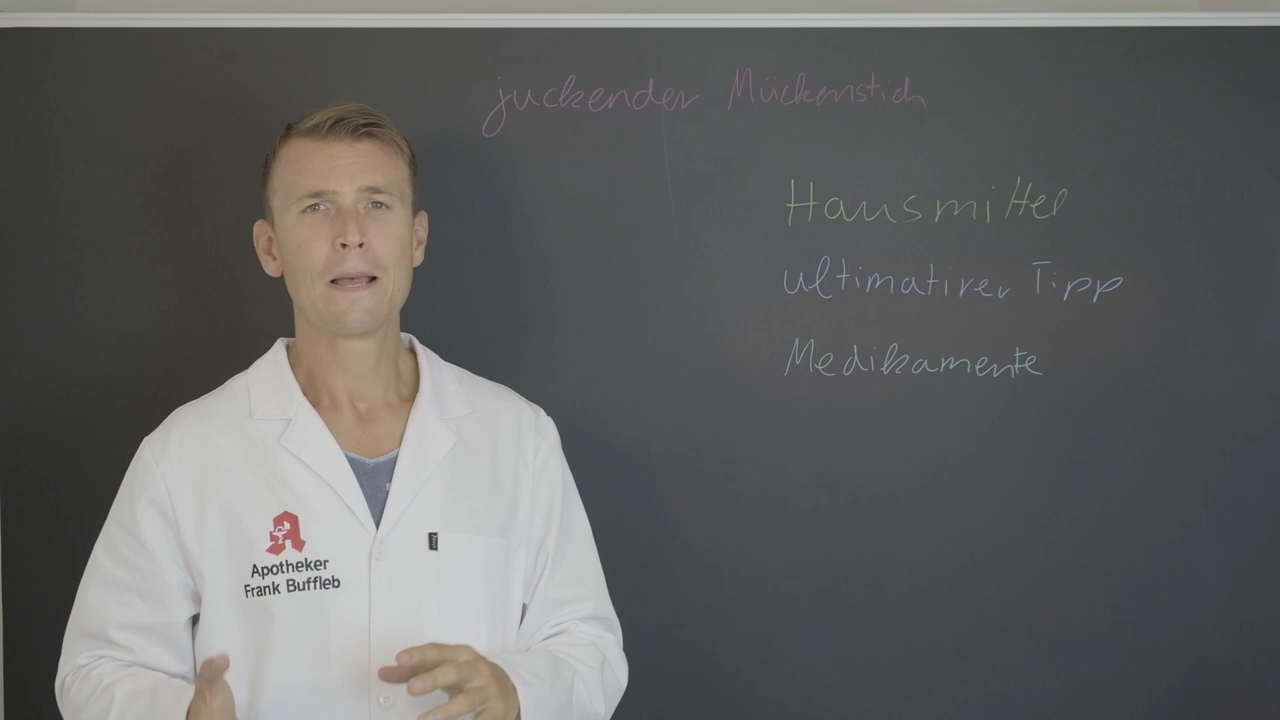 juckender Mückenstich
Hausmittel
ultimativer Tipp
Medikamente
Apotheker
Frank Buffleb